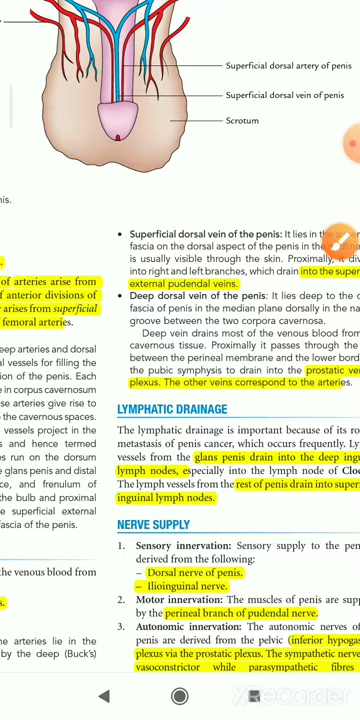 Superficial dorsal artery of penis
Superficial dorsal vein of penis
Scrotum
nis.
of arteries arise from
f anterior divisions of
r arises from superficial
femoral arteries.
eep arteries and dorsal
l vessels for filling the
ion of the penis. Each
e in corpus cavernosum
se arteries give rise to
o the cavernous spaces.
vessels project in the
s and hence termed
es run on the dorsum
e glans penis and distal
ce, and frenulum of
the bulb and proximal
e superficial external
fascia of the penis.
the venous blood from
s.
he arteries lie in the
by the deep (Buck's)
• Superficial dorsal vein of the penis: It lies in the
fascia on the dorsal aspect of the penis in the
is usually visible through the skin. Proximally, it div
into right and left branches, which drain into the super
external pudendal veins.
• Deep dorsal vein of the penis: It lies deep to the d
fascia of penis in the median plane dorsally in the na
groove between the two corpora cavernosa.
Deep vein drains most of the venous blood from
cavernous tissue. Proximally it passes through the
between the perineal membrane and the lower bord
the pubic symphysis to drain into the prostatic ve
plexus. The other veins correspond to the arteries.
LYMPHATIC DRAINAGE
The lymphatic drainage is important because of its ro
metastasis of penis cancer, which occurs frequently. Ly
vessels from the glans penis drain into the deep ingu
lymph nodes, especially into the lymph node of Cloq
The lymph vessels from the rest of penis drain into superf
inguinal lymph nodes.
NERVE SUPPLY
1. Sensory innervation: Sensory supply to the pen
derived from the following:
– Dorsal nerve of penis.
– Ilioinguinal nerve.
2. Motor innervation: The muscles of penis are supp
by the perineal branch of pudendal nerve.
3. Autonomic innervation: The autonomic nerves of
penis are derived from the pelvic (inferior hypogas
plexus via the prostatic plexus. The sympathetic nerve
vasoconstrictor while parasympathetic fibres
XRecorder